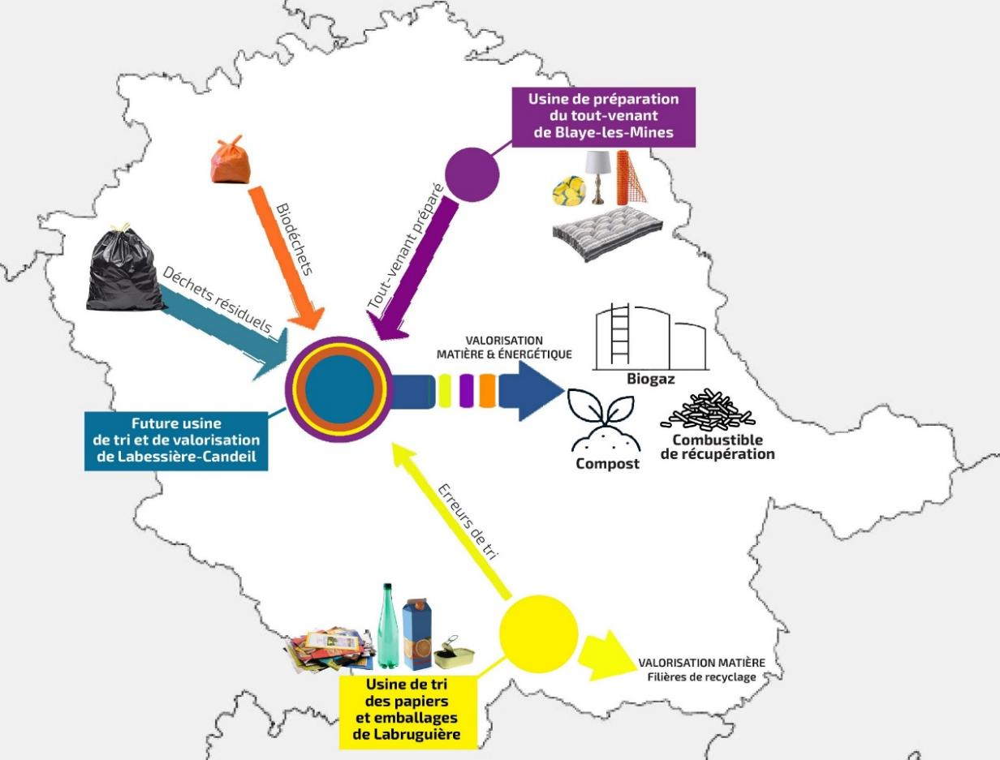 Usine de préparation
du tout-venant
de Blaye-les-Mines
Biodéchets
Tout-venant préparé
Déchets résiduels
VALORISATION
MATIÈRE & ÉNERGÉTIQUE
Biogaz
Future usine
de tri et de valorisation
de Labessière-Candeil
Compost
Combustible
de récupération
Erreurs de tri
VALORISATION MATIÈRE
Filières de recyclage
Usine de tri
des papiers
et emballages
de Labruguière